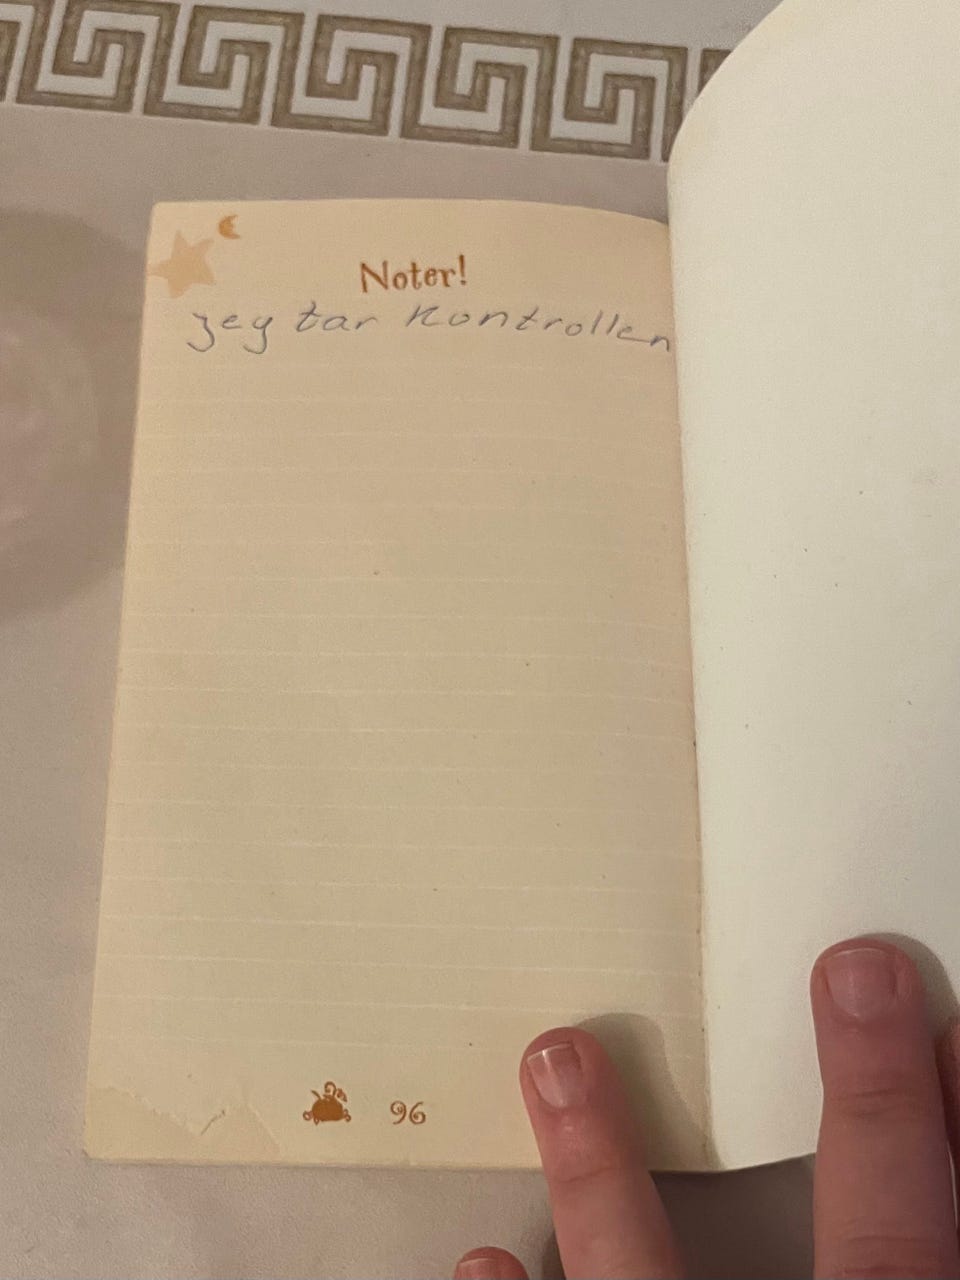 Noter!
Jeg tar kontrollen
96